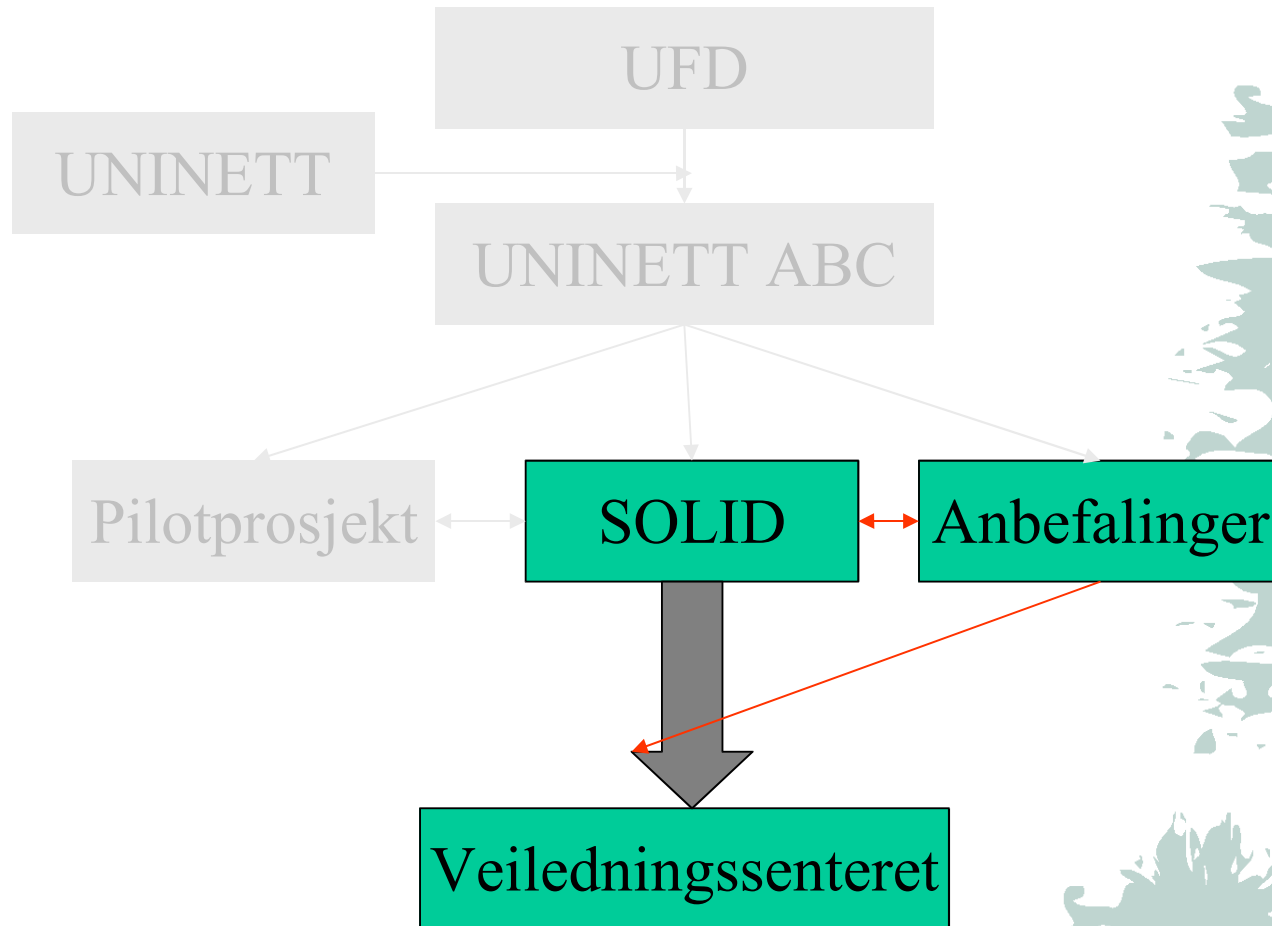 UFD
UNINETT
UNINETT ABC
Pilotprosjekt
SOLID
Anbefalinger
Veiledningssenteret